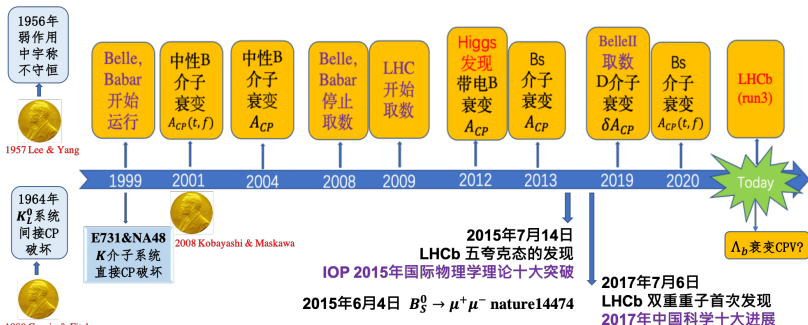 1956年
弱作用
中字称
不守恒
1957 Lee & Yang
1964年
K_L^0系统
间接CP
破坏
Belle,
Babar
开始
运行
中性B
介子
衰变
A_CP(t,f)
中性B
介子
衰变
A_CP
Belle,
Babar
停止
取数
LHC
开始
取数
Higgs
发现
带电B
衰变
A_CP
Bs
介子
衰变
A_CP
BelleII
取数
D介子
衰变
δA_CP
Bs
介子
衰变
A_CP(t,f)
LHCb
(run3)
1999
2001
2004
2008
2009
2012
2013
2019
2020
Today
E731&NA48
K介子系统
直接CP破坏
2008 Kobayashi & Maskawa
2015年7月14日
LHCb 五夸克态的发现
IOP 2015年国际物理学理论十大突破
2015年6月4日 B_S^0 → μ⁺μ⁻ nature14474
2017年7月6日
LHCb 双重重子首次发现
2017年中国科学十大进展
Λ_b衰变CPV?